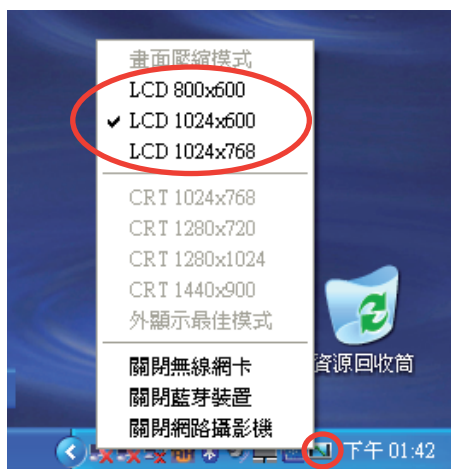 畫面壓縮模式
LCD 800x600
✔ LCD 1024x600
LCD 1024x768
CRT 1024x768
CRT 1280x720
CRT 1280x1024
CRT 1440x900
外顯示最佳模式
關閉無線網卡
關閉藍芽裝置
關閉網路攝影機
資源回收筒
下午 01:42